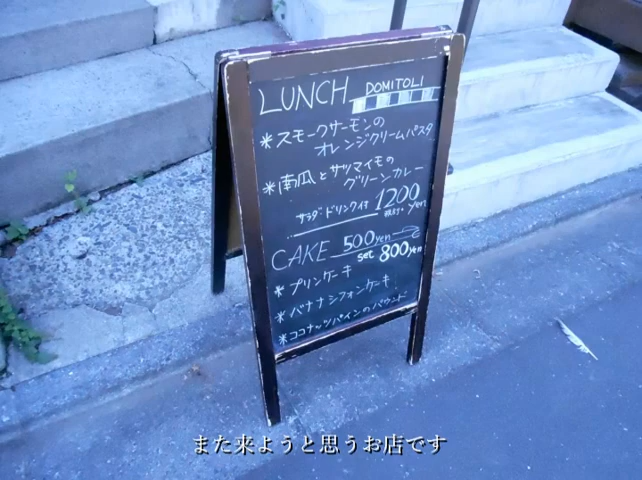 LUNCH DOMITOLI
*スモークサーモンの
オレンジクリームパスタ
*南瓜とサツマイモの
グリーンカレー
サラダ・ドリンク付 1200 yen
CAKE 500yen
set 800yen
*プリンケーキ
*バナナシフォンケーキ
*ココナッツパインのパウンド
また来ようと思うお店です